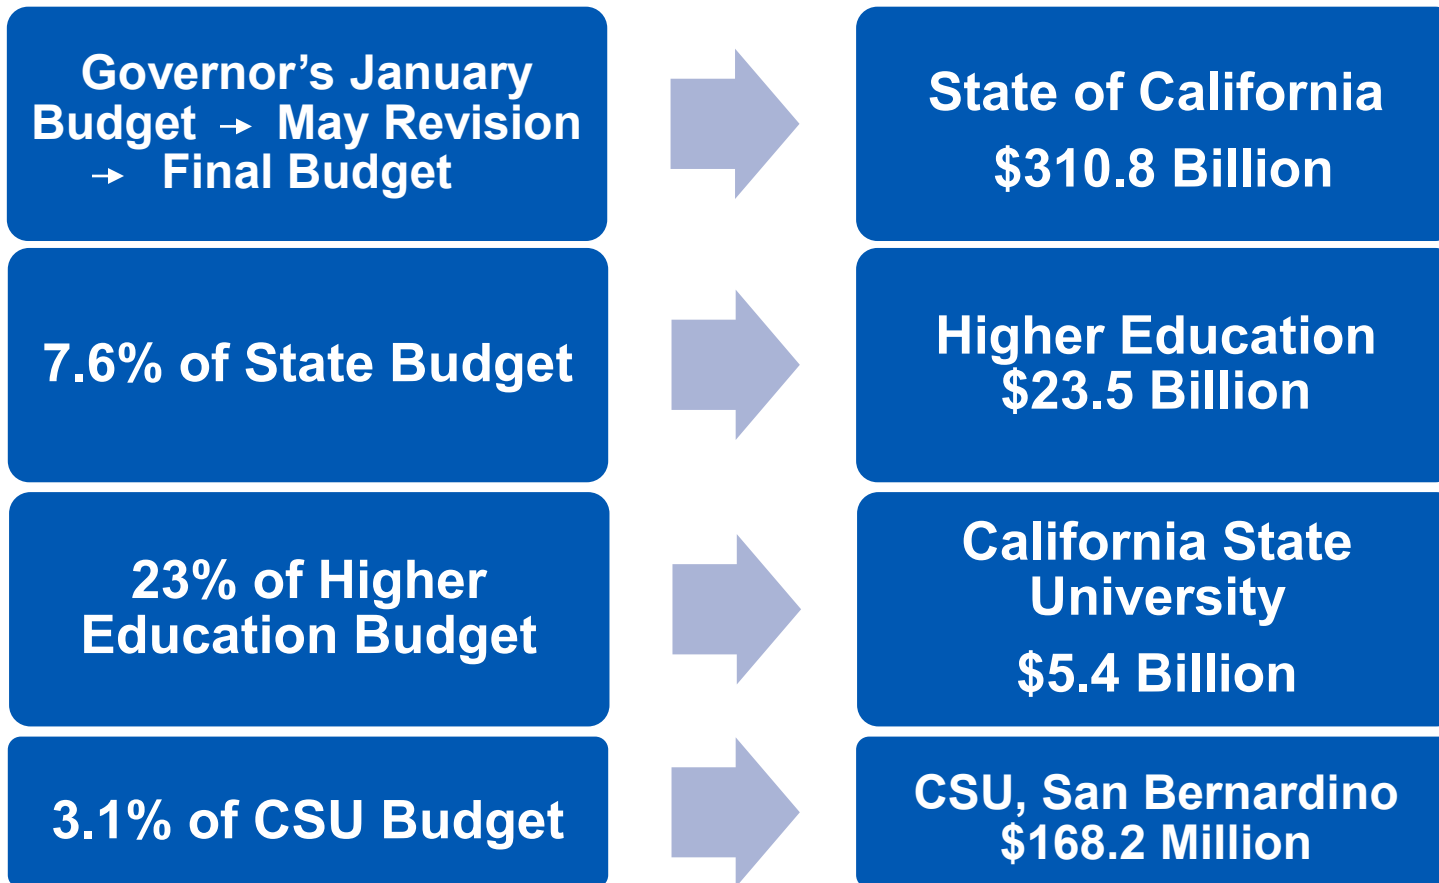 Governor’s January
Budget → May Revision
→ Final Budget
State of California
$310.8 Billion
7.6% of State Budget
Higher Education
$23.5 Billion
23% of Higher
Education Budget
California State
University
$5.4 Billion
3.1% of CSU Budget
CSU, San Bernardino
$168.2 Million